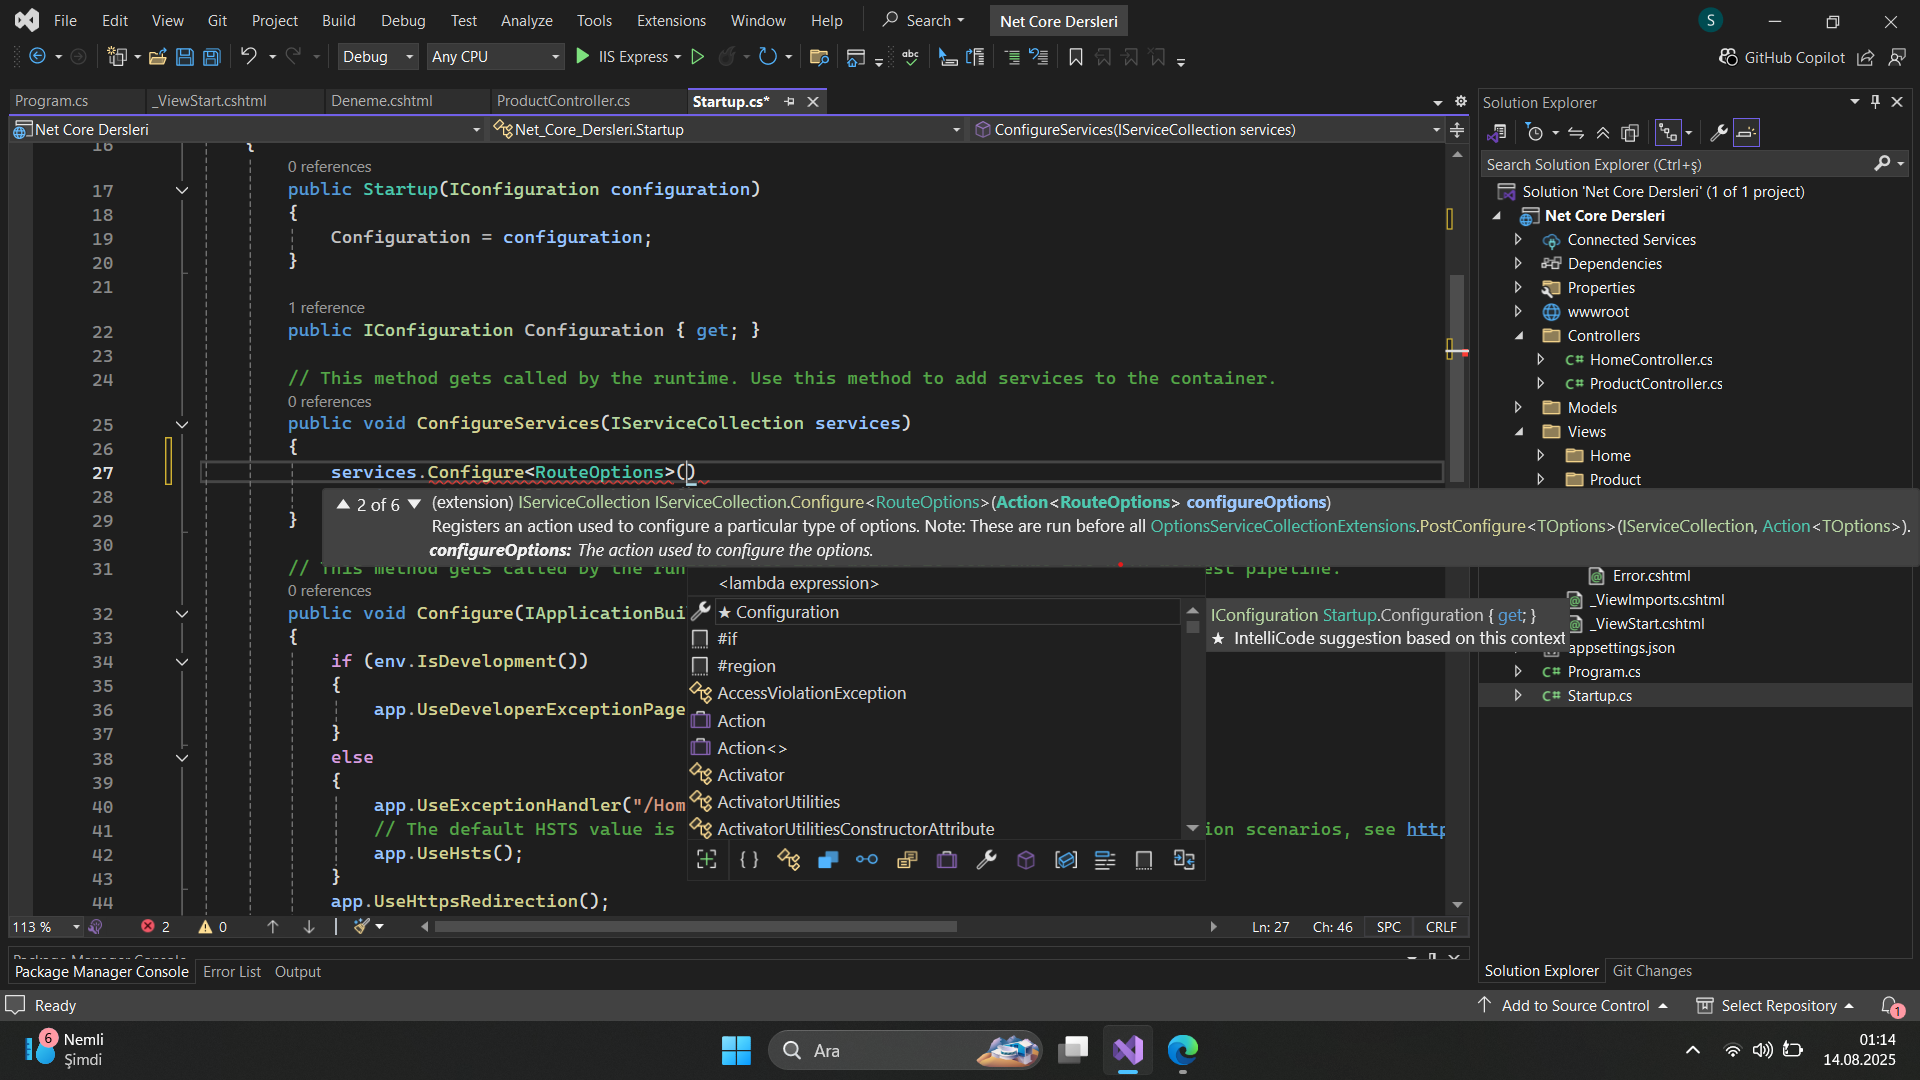 File Edit View Git Project Build Debug Test Analyze Tools Extensions Window Help Search Net Core Dersleri S
Debug Any CPU IIS Express abc GitHub Copilot
Program.cs _ViewStart.cshtml Deneme.cshtml ProductController.cs Startup.cs*
Net Core Dersleri Net_Core_Dersleri.Startup ConfigureServices(IServiceCollection services)
16 {
0 references
17 public Startup(IConfiguration configuration)
18 {
19 Configuration = configuration;
20 }
21
1 reference
22 public IConfiguration Configuration { get; }
23
24 // This method gets called by the runtime. Use this method to add services to the container.
0 references
25 public void ConfigureServices(IServiceCollection services)
26 {
27 services.Configure<RouteOptions>()
28
29 }
30
31 // This method gets called by the run
0 references
32 public void Configure(IApplicationBui
33 {
34 if (env.IsDevelopment())
35 {
36 app.UseDeveloperExceptionPage
37 }
38 else
39 {
40 app.UseExceptionHandler("/Hom
41 // The default HSTS value is ion scenarios, see http
42 app.UseHsts();
43 }
44 app.UseHttpsRedirection();
2 of 6 (extension) IServiceCollection IServiceCollection.Configure<RouteOptions>(Action<RouteOptions> configureOptions)
Registers an action used to configure a particular type of options. Note: These are run before all OptionsServiceCollectionExtensions.PostConfigure<TOptions>(IServiceCollection, Action<TOptions>).
configureOptions: The action used to configure the options.
est pipeline.
<lambda expression>
★ Configuration
#if
#region
AccessViolationException
Action
Action<>
Activator
ActivatorUtilities
ActivatorUtilitiesConstructorAttribute
IConfiguration Startup.Configuration { get; }
★ IntelliCode suggestion based on this context
113 % 2 0 Ln: 27 Ch: 46 SPC CRLF
Package Manager Console
Package Manager Console Error List Output
Solution Explorer
Search Solution Explorer (Ctrl+ş)
Solution 'Net Core Dersleri' (1 of 1 project)
Net Core Dersleri
Connected Services
Dependencies
Properties
wwwroot
Controllers
C# HomeController.cs
C# ProductController.cs
Models
Views
Home
Product
Error.cshtml
_ViewImports.cshtml
_ViewStart.cshtml
appsettings.json
C# Program.cs
C# Startup.cs
Solution Explorer Git Changes
Ready Add to Source Control Select Repository 1
6 Nemli
Şimdi
Ara
01:14
14.08.2025